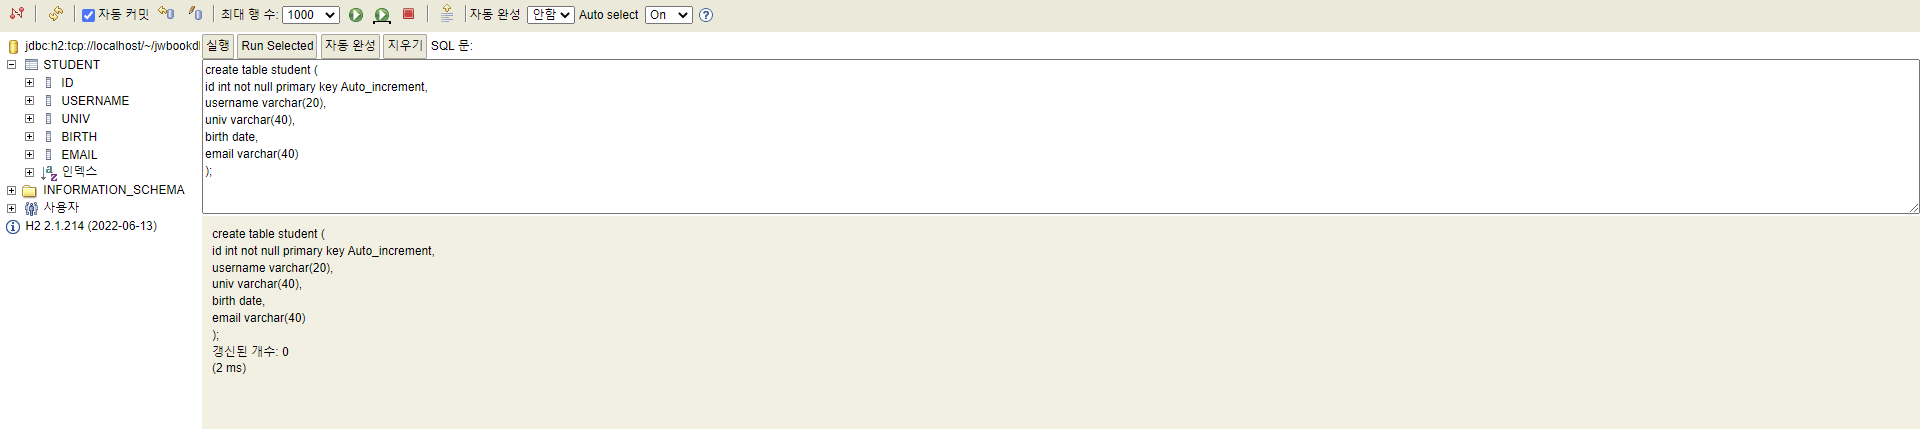 자동 커밋 최대 행 수: 1000 자동 완성 안함 Auto select On
jdbc:h2:tcp://localhost/~/jwbookdl
STUDENT
ID
USERNAME
UNIV
BIRTH
EMAIL
인덱스
INFORMATION_SCHEMA
사용자
H2 2.1.214 (2022-06-13)
실행 Run Selected 자동 완성 지우기 SQL 문:
create table student (
id int not null primary key Auto_increment,
username varchar(20),
univ varchar(40),
birth date,
email varchar(40)
);
create table student (
id int not null primary key Auto_increment,
username varchar(20),
univ varchar(40),
birth date,
email varchar(40)
);
갱신된 개수: 0
(2 ms)